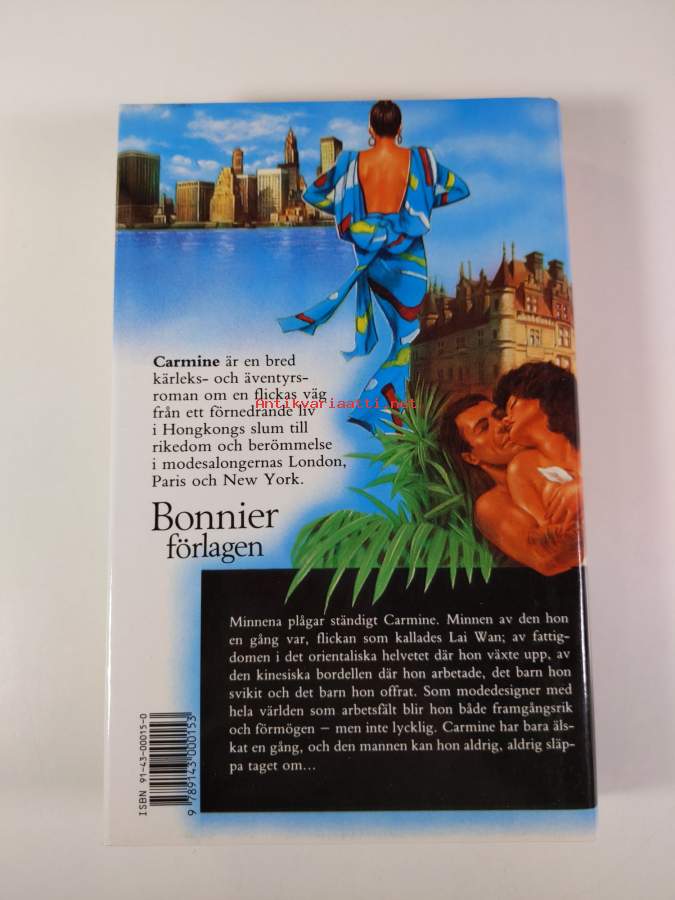 Carmine är en bred
kärleks- och äventyrs-
roman om en flickas väg
från ett förnedrande liv
i Hongkongs slum till
rikedom och berömmelse
i modesalongernas London,
Paris och New York.
Antikvariaatti.net
Bonnier
förlagen
Minnena plågar ständigt Carmine. Minnen av den hon
en gång var, flickan som kallades Lai Wan; av fattig-
domen i det orientaliska helvetet där hon växte upp, av
den kinesiska bordellen där hon arbetade, det barn hon
svikit och det barn hon offrat. Som modedesigner med
hela världen som arbetsfält blir hon både framgångsrik
och förmögen – men inte lycklig. Carmine har bara äls-
kat en gång, och den mannen kan hon aldrig, aldrig släp-
pa taget om...
ISBN 91-43-00015-0
9 789143 000153